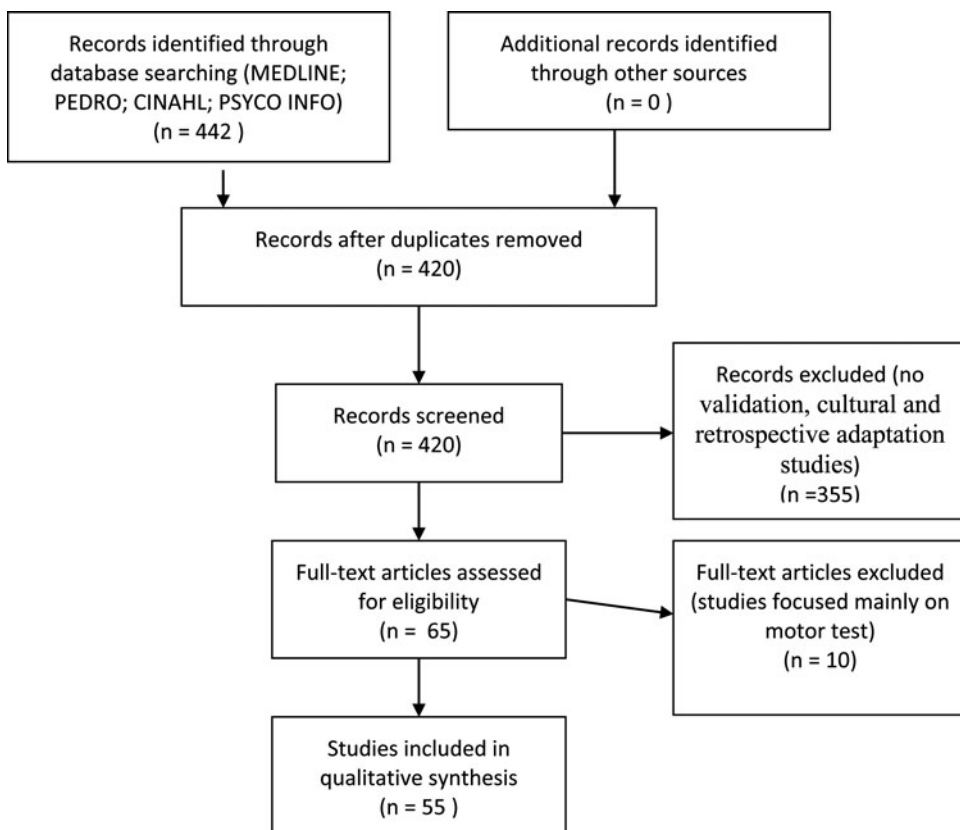 Records identified through
database searching (MEDLINE;
PEDRO; CINAHL; PSYCO INFO)
(n = 442 )
Additional records identified
through other sources
(n = 0 )
Records after duplicates removed
(n = 420)
Records screened
(n = 420)
Records excluded (no
validation, cultural and
retrospective adaptation
studies)
(n =355)
Full-text articles assessed
for eligibility
(n = 65)
Full-text articles excluded
(studies focused mainly on
motor test)
(n = 10)
Studies included in
qualitative synthesis
(n = 55 )